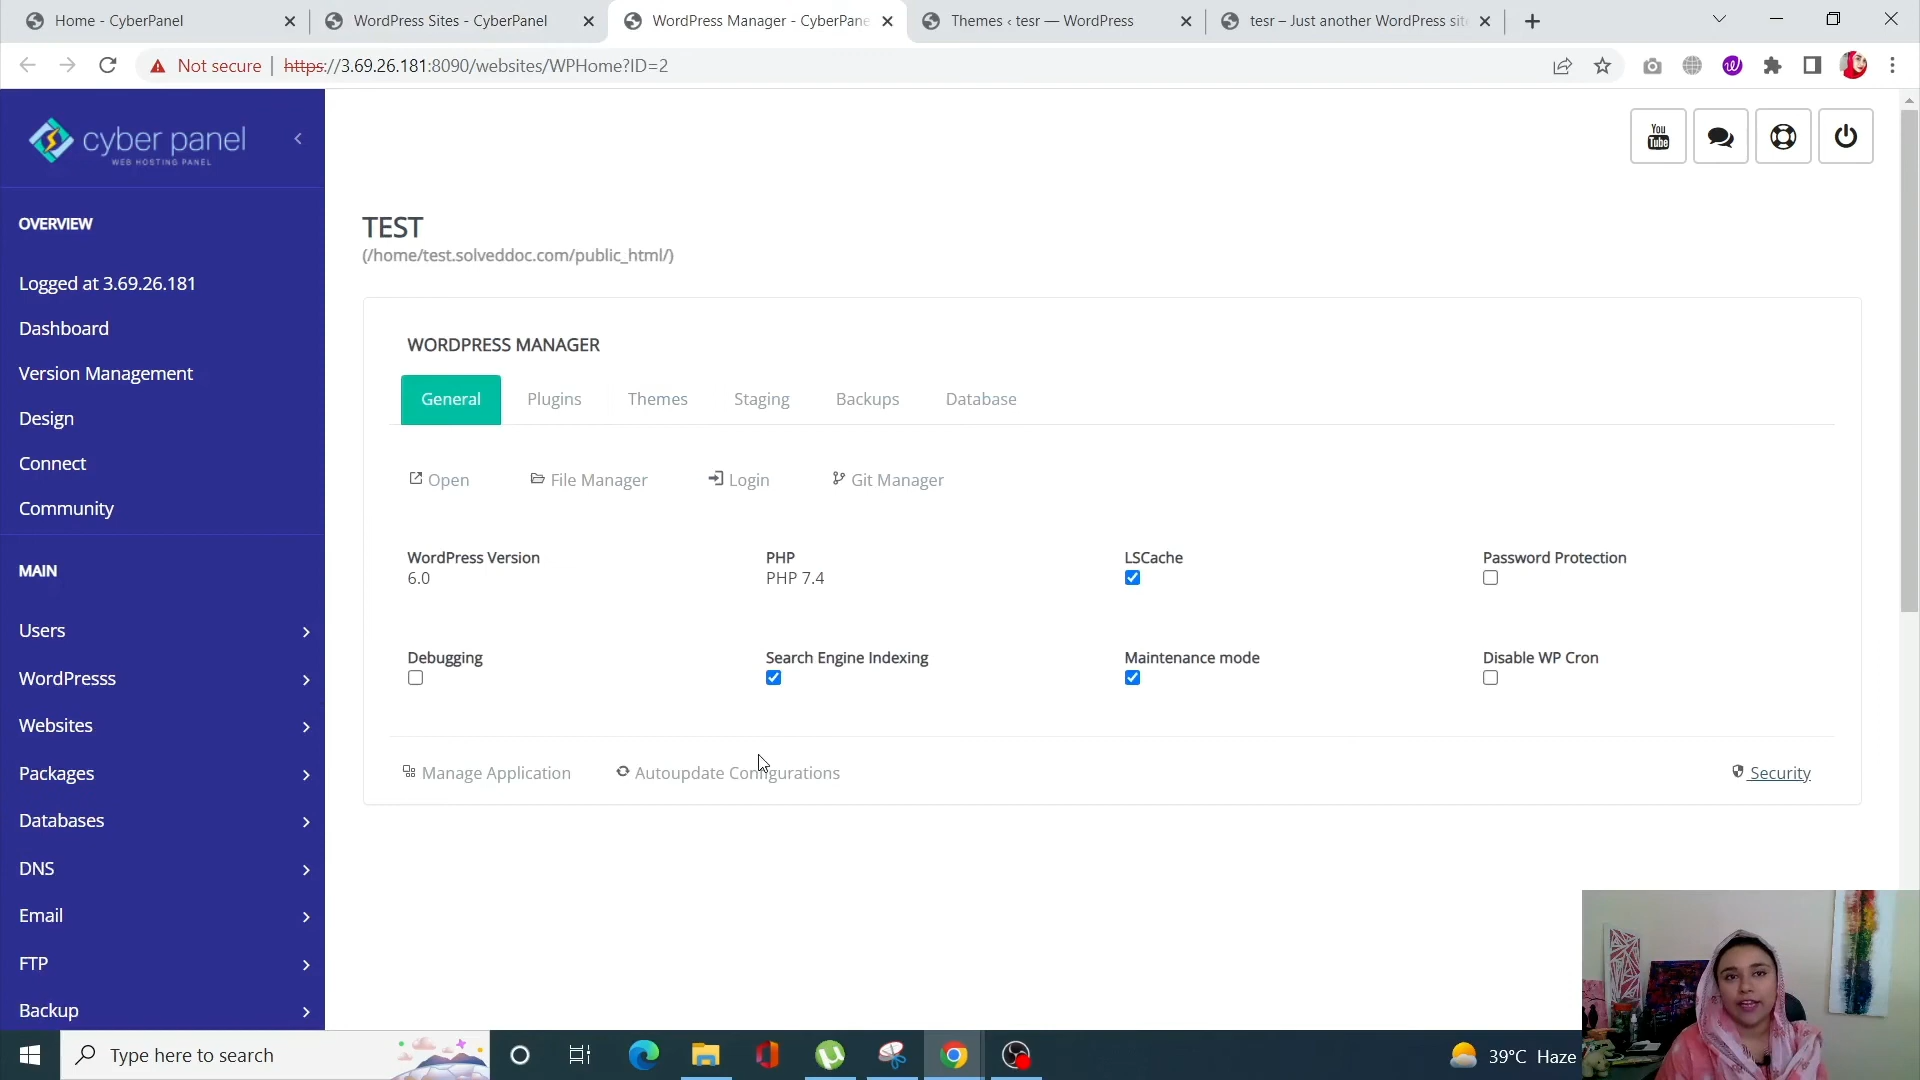 Home - CyberPanel
WordPress Sites - CyberPanel
WordPress Manager - CyberPane
Themes ‹ tesr — WordPress
tesr – Just another WordPress site
Not secure
https://3.69.26.181:8090/websites/WPHome?ID=2
cyber panel
WEB HOSTING PANEL
You
Tube
OVERVIEW
Logged at 3.69.26.181
Dashboard
Version Management
Design
Connect
Community
MAIN
Users
WordPresss
Websites
Packages
Databases
DNS
Email
FTP
Backup
TEST
(/home/test.solveddoc.com/public_html/)
WORDPRESS MANAGER
General Plugins Themes Staging Backups Database
Open File Manager Login Git Manager
WordPress Version PHP LSCache Password Protection
6.0 PHP 7.4
Debugging Search Engine Indexing Maintenance mode Disable WP Cron
Manage Application Autoupdate Configurations Security
Type here to search
39°C Haze